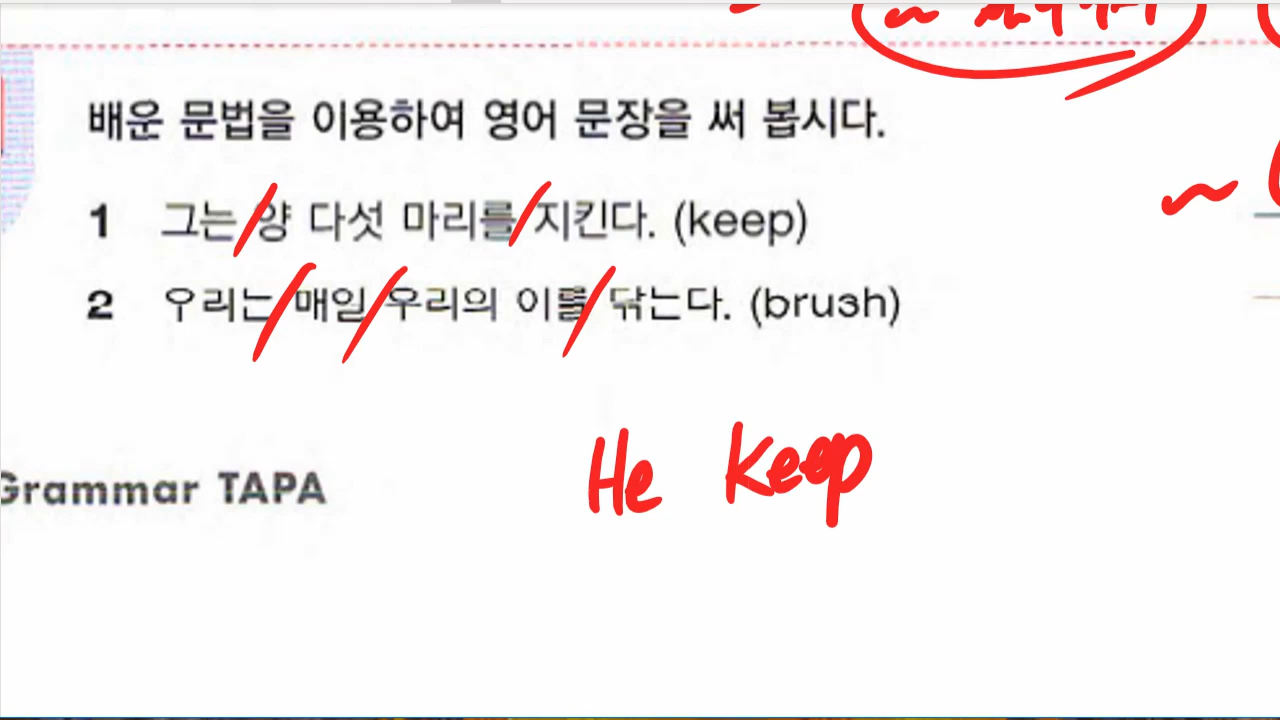 배운 문법을 이용하여 영어 문장을 써 봅시다.
1 그는 양 다섯 마리를 지킨다. (keep)
2 우리는 매일 우리의 이를 닦는다. (brush)
He keep
Grammar TAPA